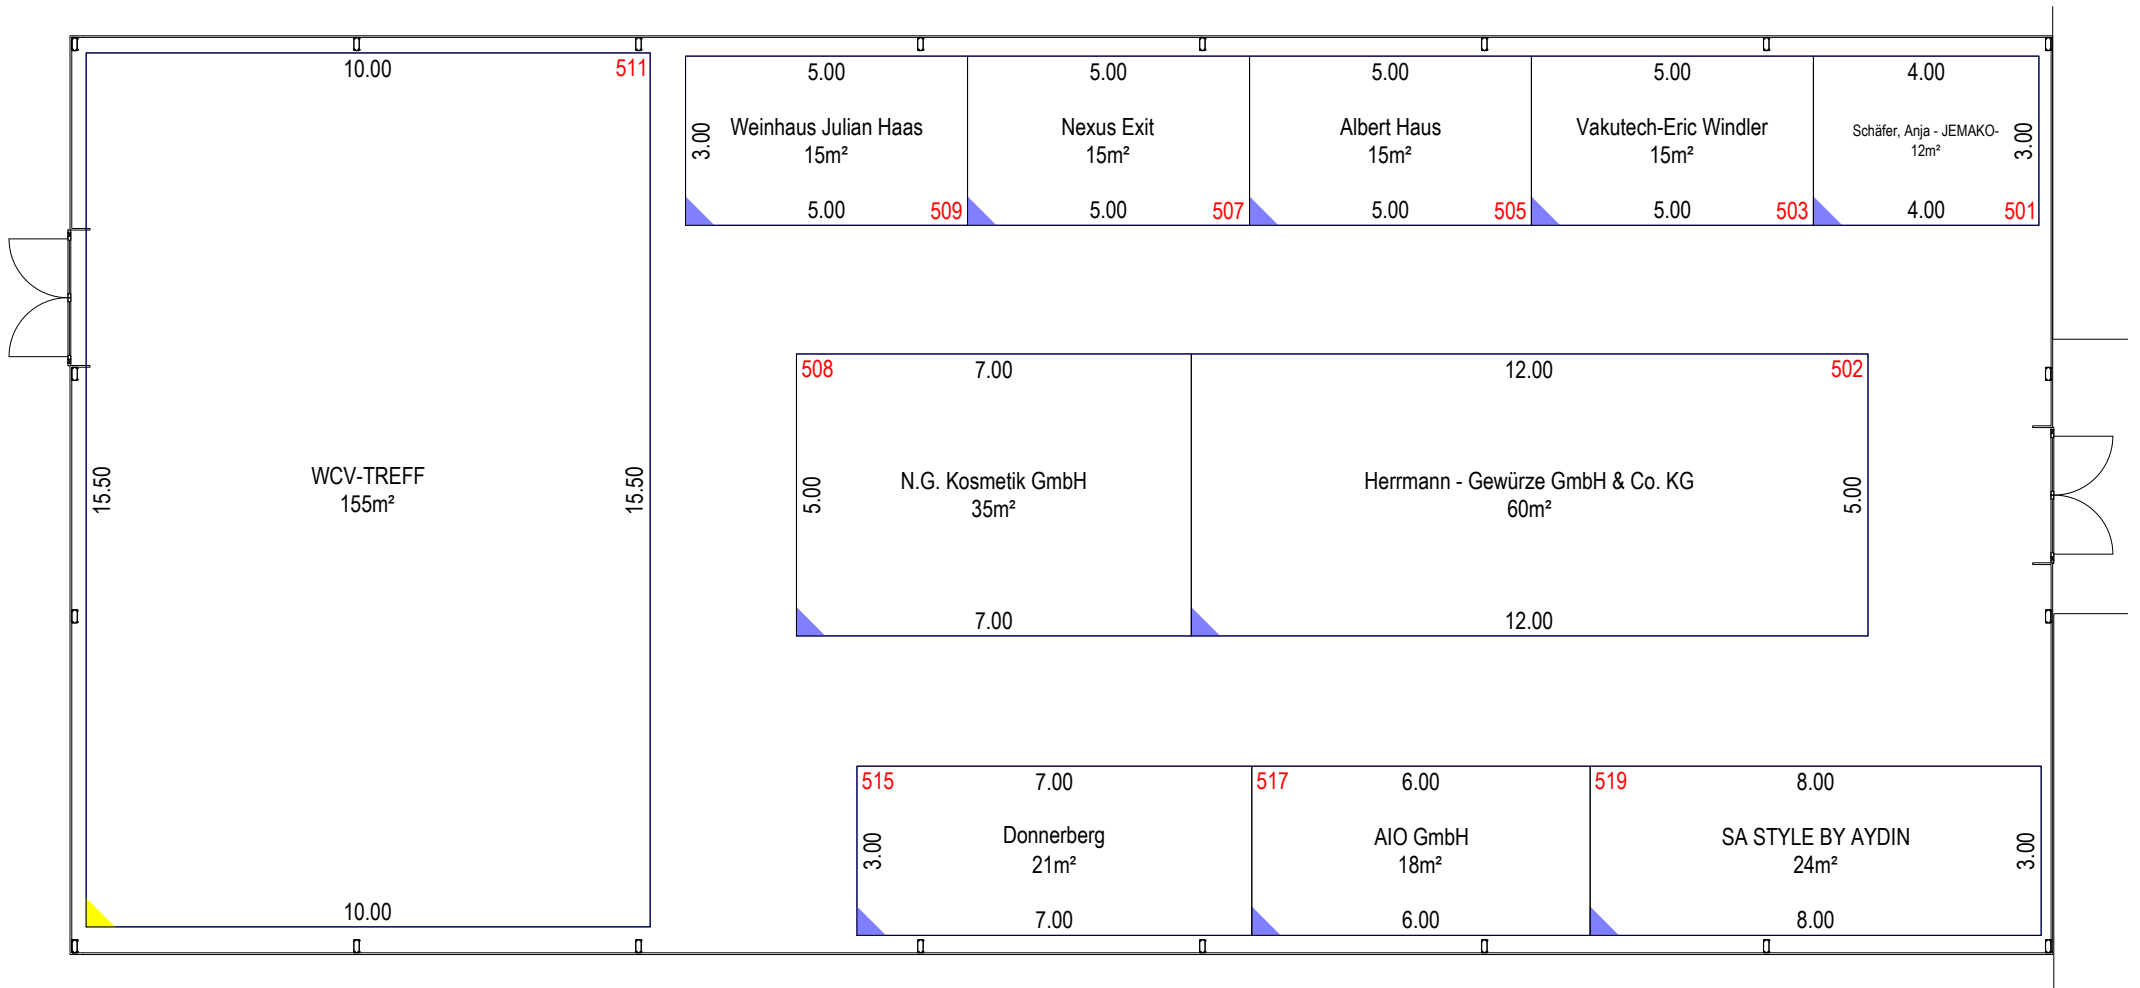 10.00
511
15.50
WCV-TREFF
155m²
15.50
10.00
5.00
3.00
Weinhaus Julian Haas
15m²
5.00
509
5.00
Nexus Exit
15m²
5.00
507
5.00
Albert Haus
15m²
5.00
505
5.00
Vakutech-Eric Windler
15m²
5.00
503
4.00
Schäfer, Anja - JEMAKO-
12m²
3.00
4.00
501
508
7.00
5.00
N.G. Kosmetik GmbH
35m²
7.00
12.00
502
Herrmann - Gewürze GmbH & Co. KG
60m²
5.00
12.00
515
7.00
3.00
Donnerberg
21m²
7.00
517
6.00
AIO GmbH
18m²
6.00
519
8.00
SA STYLE BY AYDIN
24m²
3.00
8.00